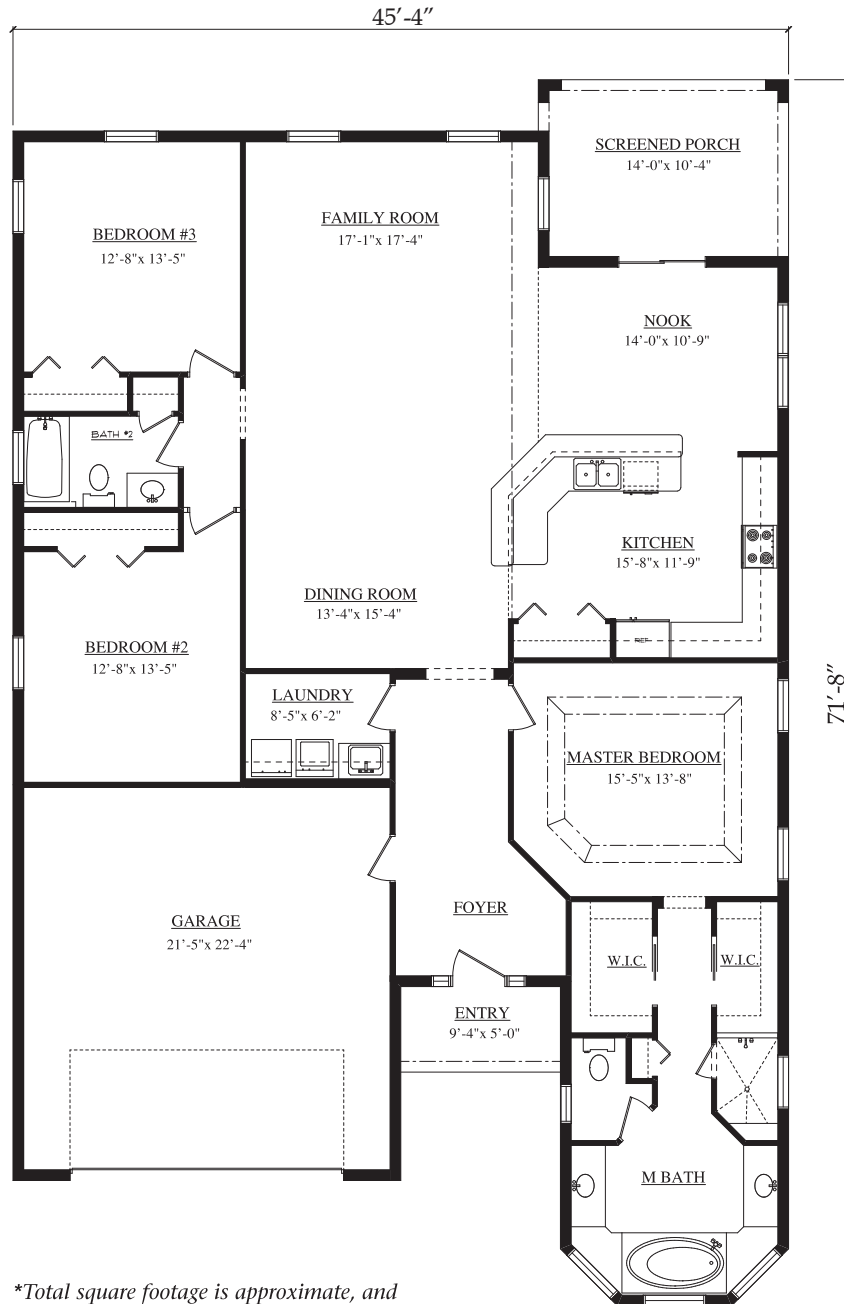 45'-4"
SCREENED PORCH
14'-0"x 10'-4"
FAMILY ROOM
17'-1"x 17'-4"
BEDROOM #3
12'-8"x 13'-5"
NOOK
14'-0"x 10'-9"
BATH #2
KITCHEN
15'-8"x 11'-9"
DINING ROOM
13'-4"x 15'-4"
REF
BEDROOM #2
12'-8"x 13'-5"
LAUNDRY
8'-5"x 6'-2"
71'-8"
MASTER BEDROOM
15'-5"x 13'-8"
FOYER
GARAGE
21'-5"x 22'-4"
W.I.C.
W.I.C.
ENTRY
9'-4"x 5'-0"
M BATH
*Total square footage is approximate, and